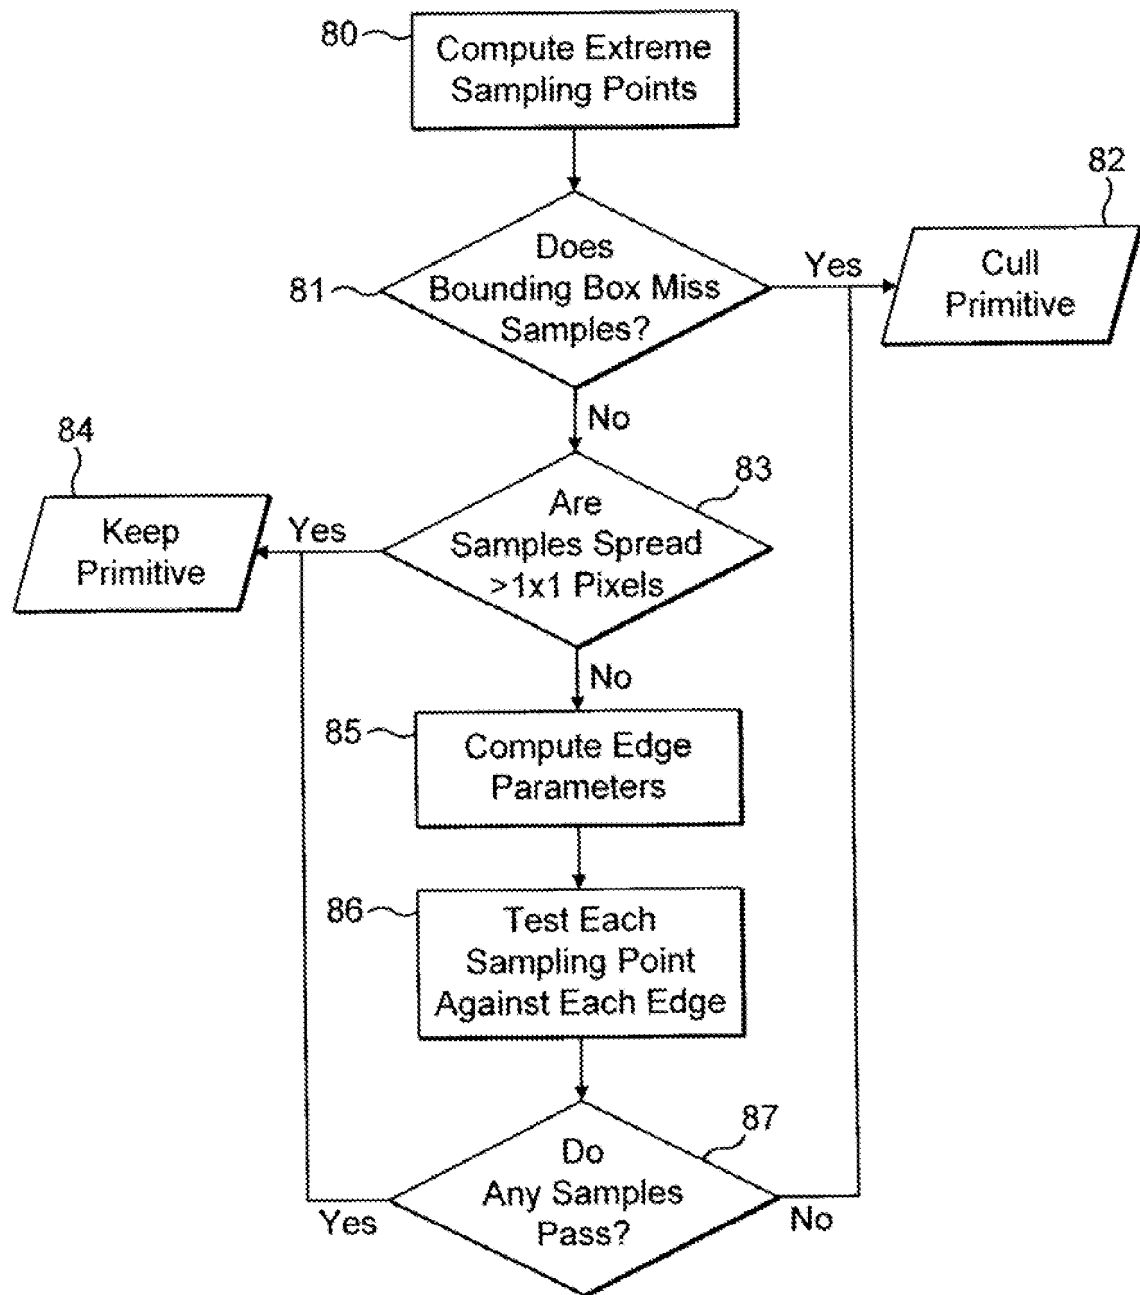 80
Compute Extreme
Sampling Points
82
Does
Bounding Box Miss
Samples?
81
Yes
Cull
Primitive
No
84
83
Keep
Primitive
Yes
Are
Samples Spread
>1x1 Pixels
No
85
Compute Edge
Parameters
86
Test Each
Sampling Point
Against Each Edge
87
Do
Any Samples
Pass?
Yes
No